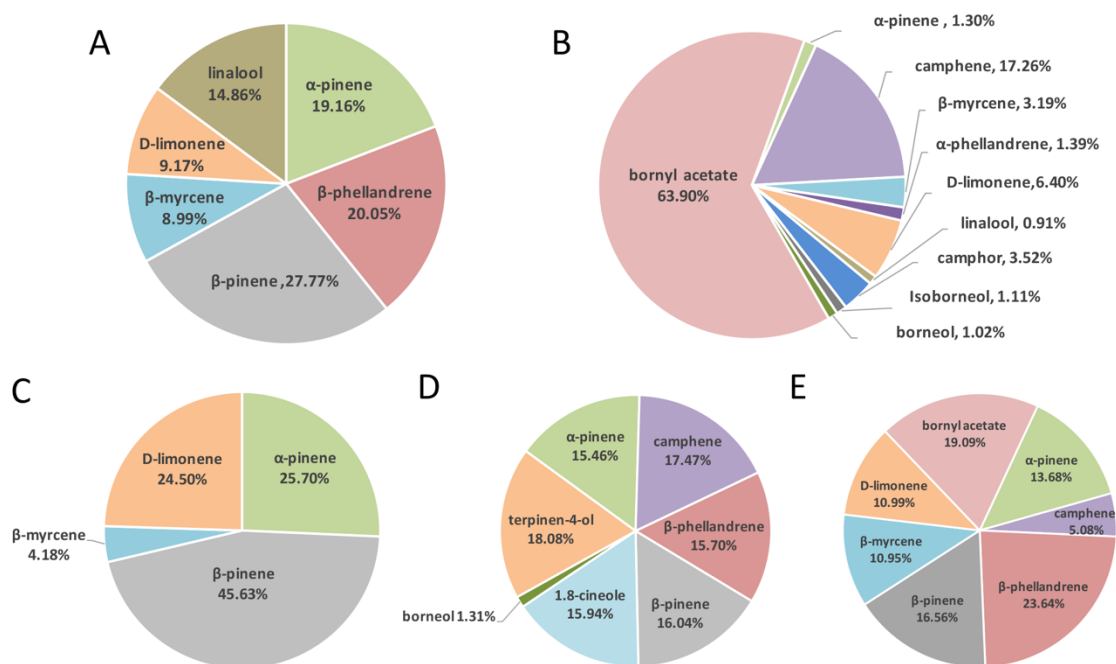 A
linalool
14.86%
α-pinene
19.16%
D-limonene
9.17%
β-myrcene
8.99%
β-phellandrene
20.05%
β-pinene ,27.77%
B
α-pinene , 1.30%
camphene, 17.26%
β-myrcene, 3.19%
α-phellandrene, 1.39%
D-limonene,6.40%
linalool, 0.91%
camphor, 3.52%
Isoborneol, 1.11%
borneol, 1.02%
bornyl acetate
63.90%
C
D-limonene
24.50%
α-pinene
25.70%
β-myrcene
4.18%
β-pinene
45.63%
D
α-pinene
15.46%
camphene
17.47%
terpinen-4-ol
18.08%
β-phellandrene
15.70%
borneol 1.31%
1.8-cineole
15.94%
β-pinene
16.04%
E
bornyl acetate
19.09%
α-pinene
13.68%
D-limonene
10.99%
camphene
5.08%
β-myrcene
10.95%
β-phellandrene
23.64%
β-pinene
16.56%